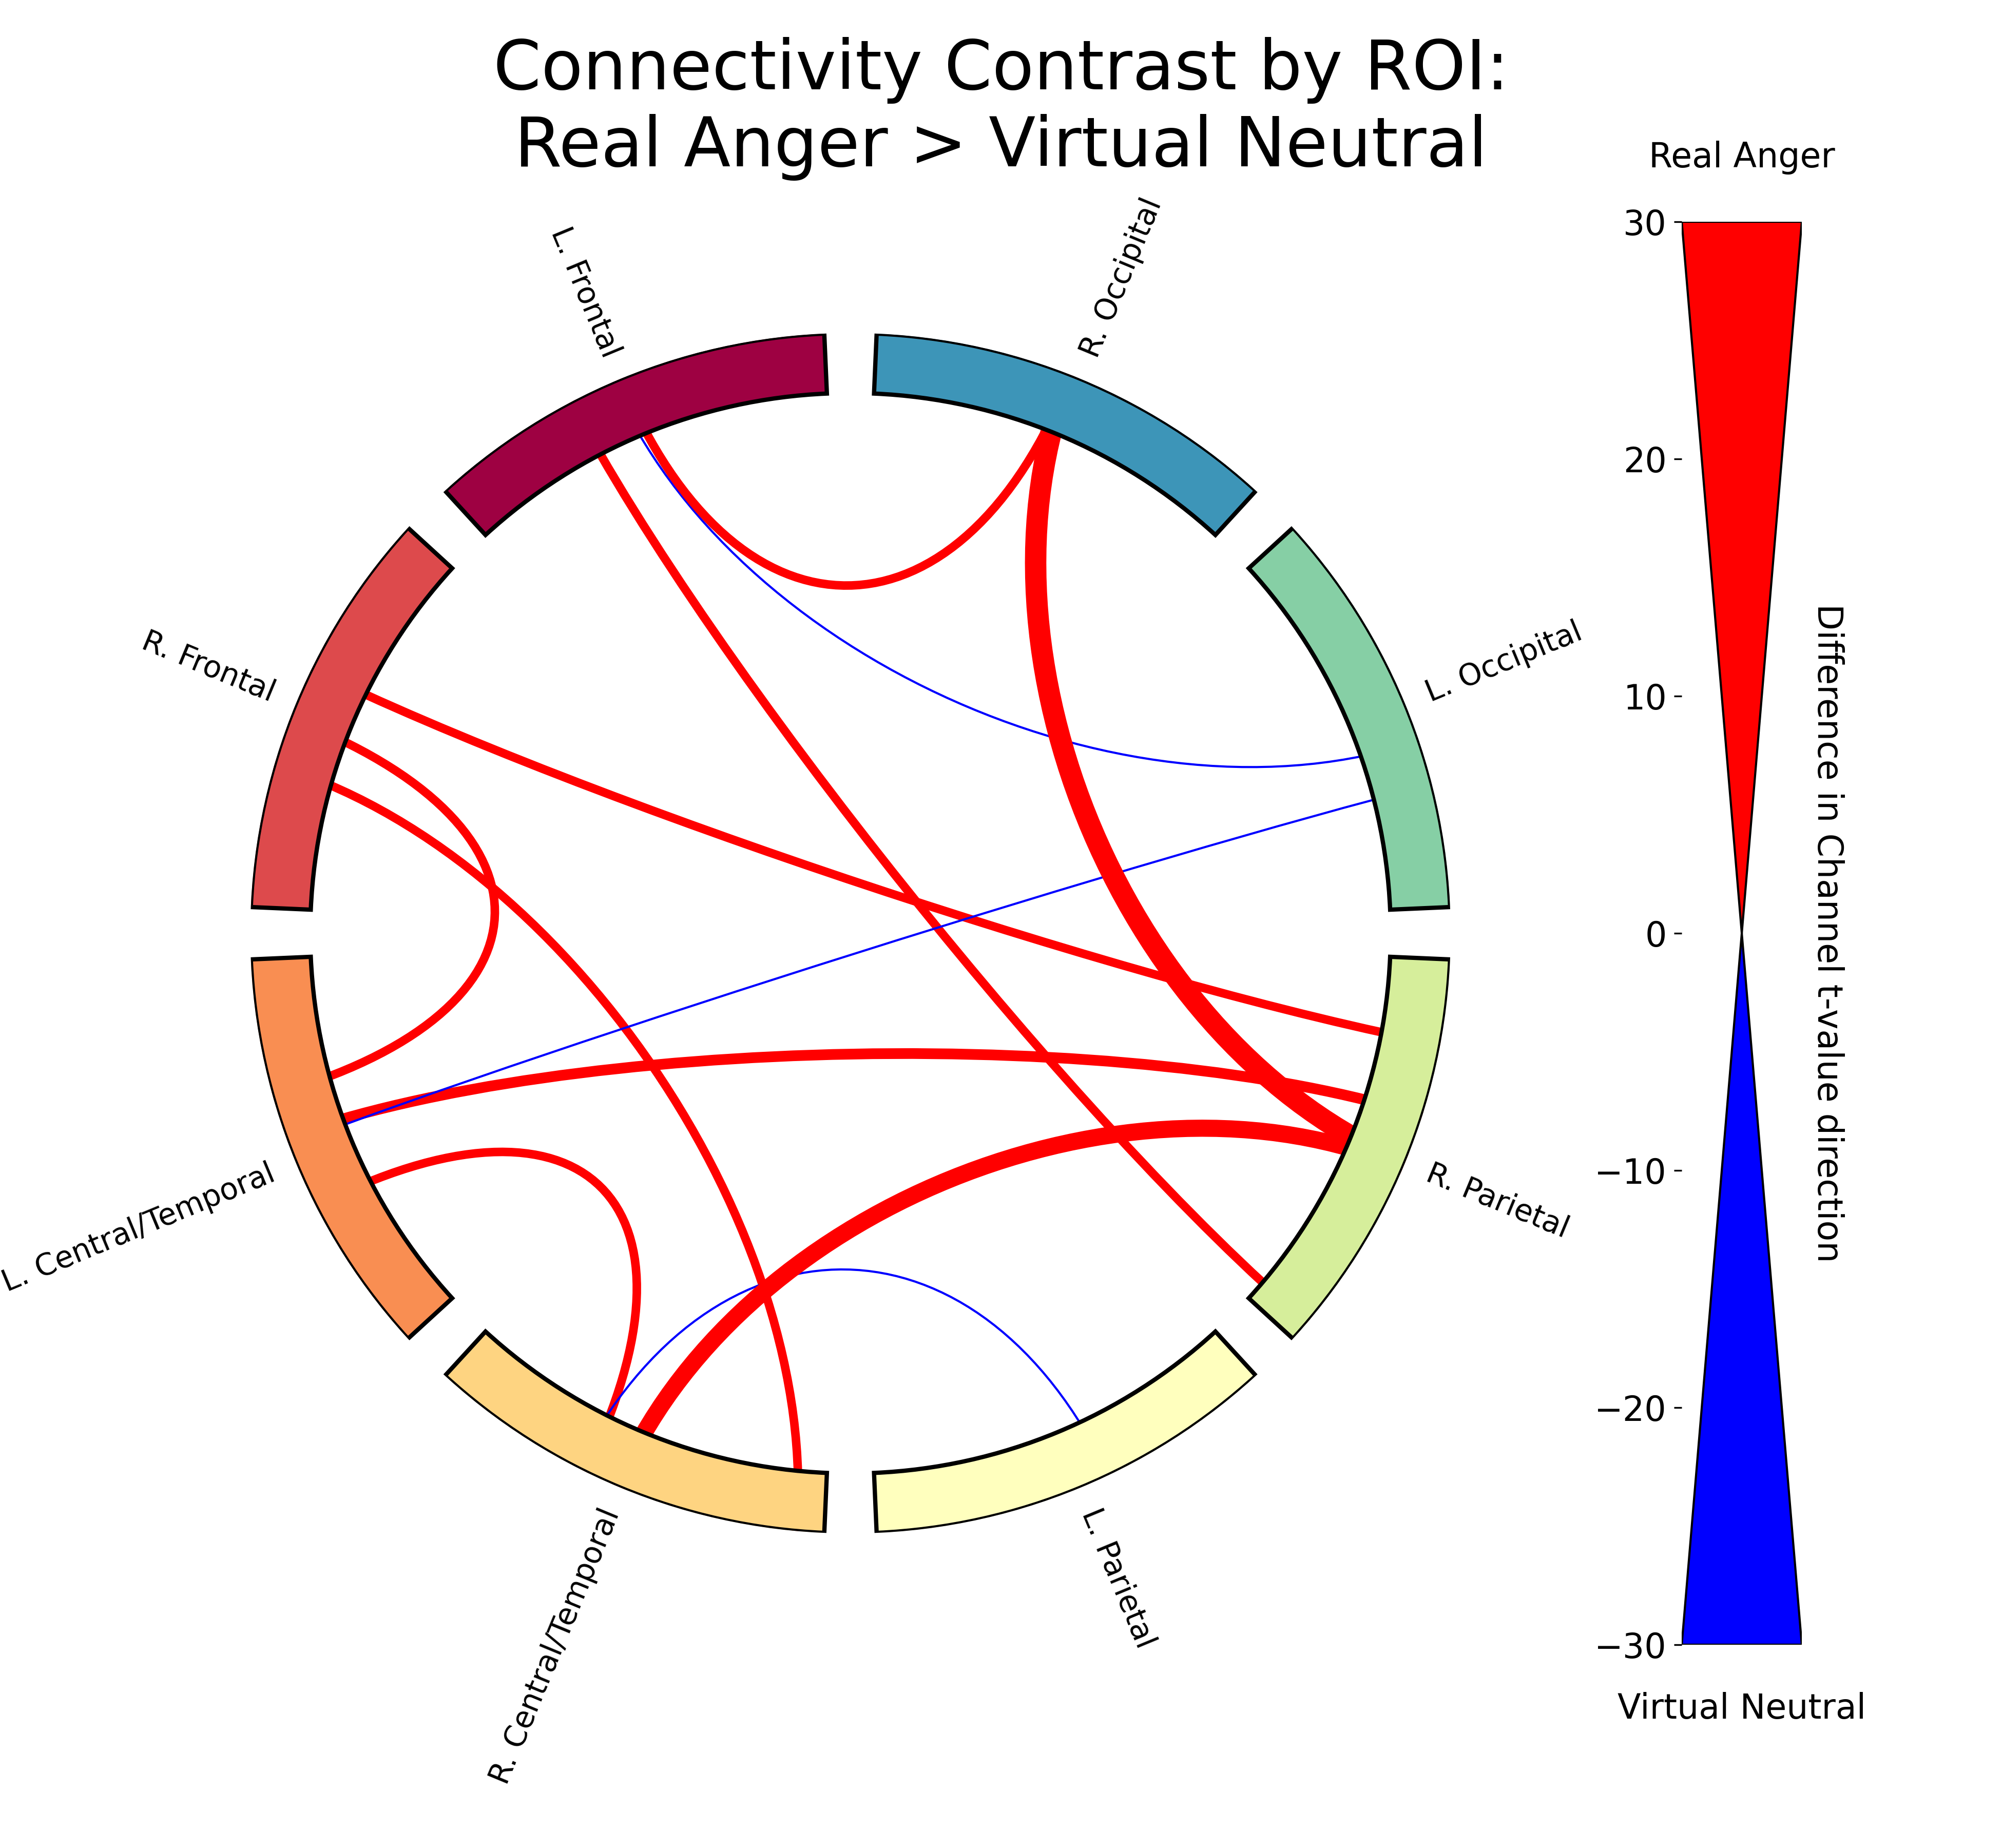 Connectivity Contrast by ROI:
Real Anger > Virtual Neutral
Real Anger
30
20
10
0
−10
−20
−30
Virtual Neutral
Difference in Channel t-value direction
L. Frontal
R. Occipital
R. Frontal
L. Occipital
L. Central/Temporal
R. Parietal
R. Central/Temporal
L. Parietal